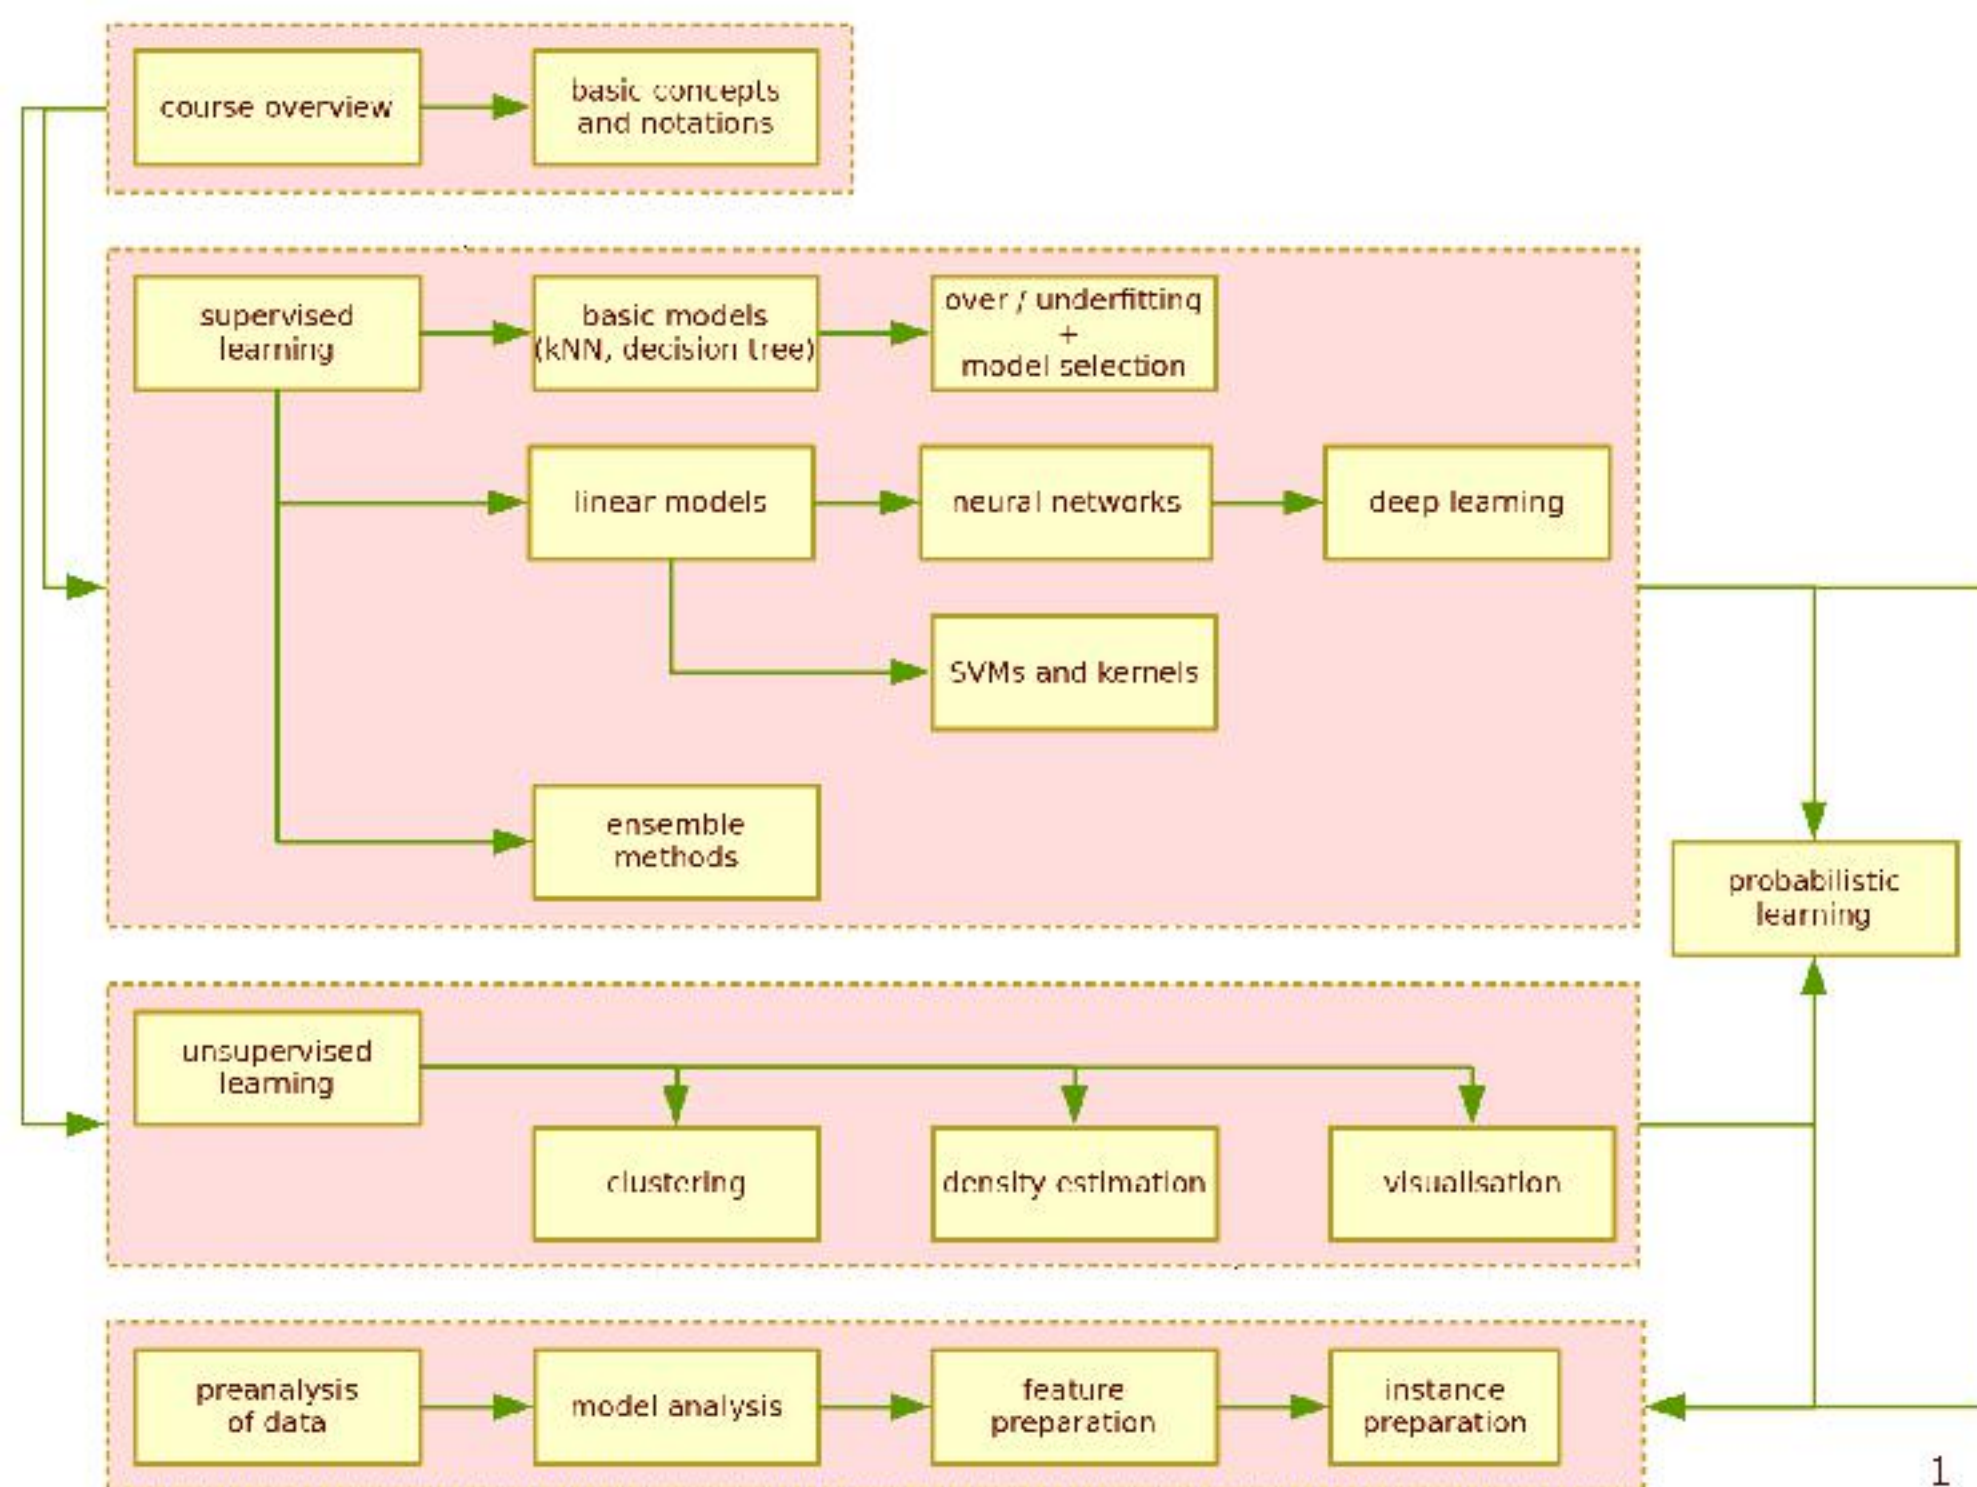 course overview
basic concepts
and notations
supervised
learning
basic models
(kNN, decision tree)
over / underfitting
+
model selection
linear models
neural networks
deep learning
SVMs and kernels
ensemble
methods
probabilistic
learning
unsupervised
learning
clustering
density estimation
visualisation
preanalysis
of data
model analysis
feature
preparation
instance
preparation
1